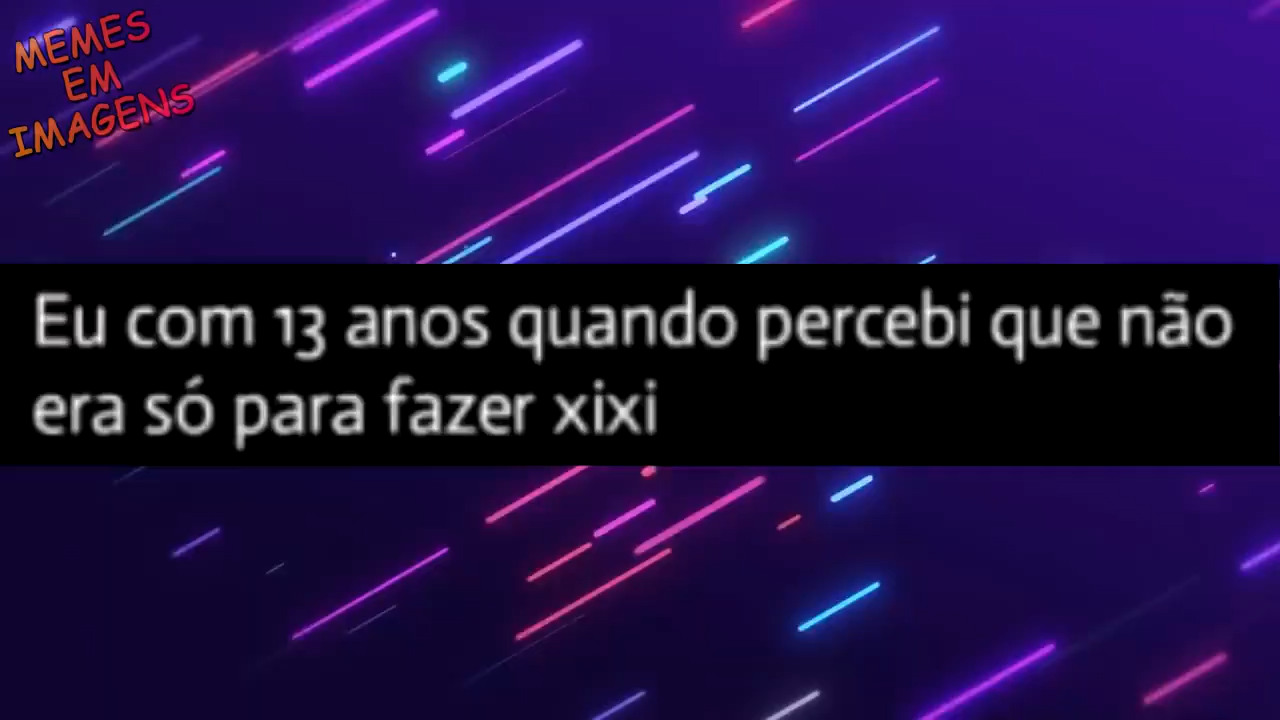 MEMES
EM
IMAGENS
Eu com 13 anos quando percebi que não
era só para fazer xixi